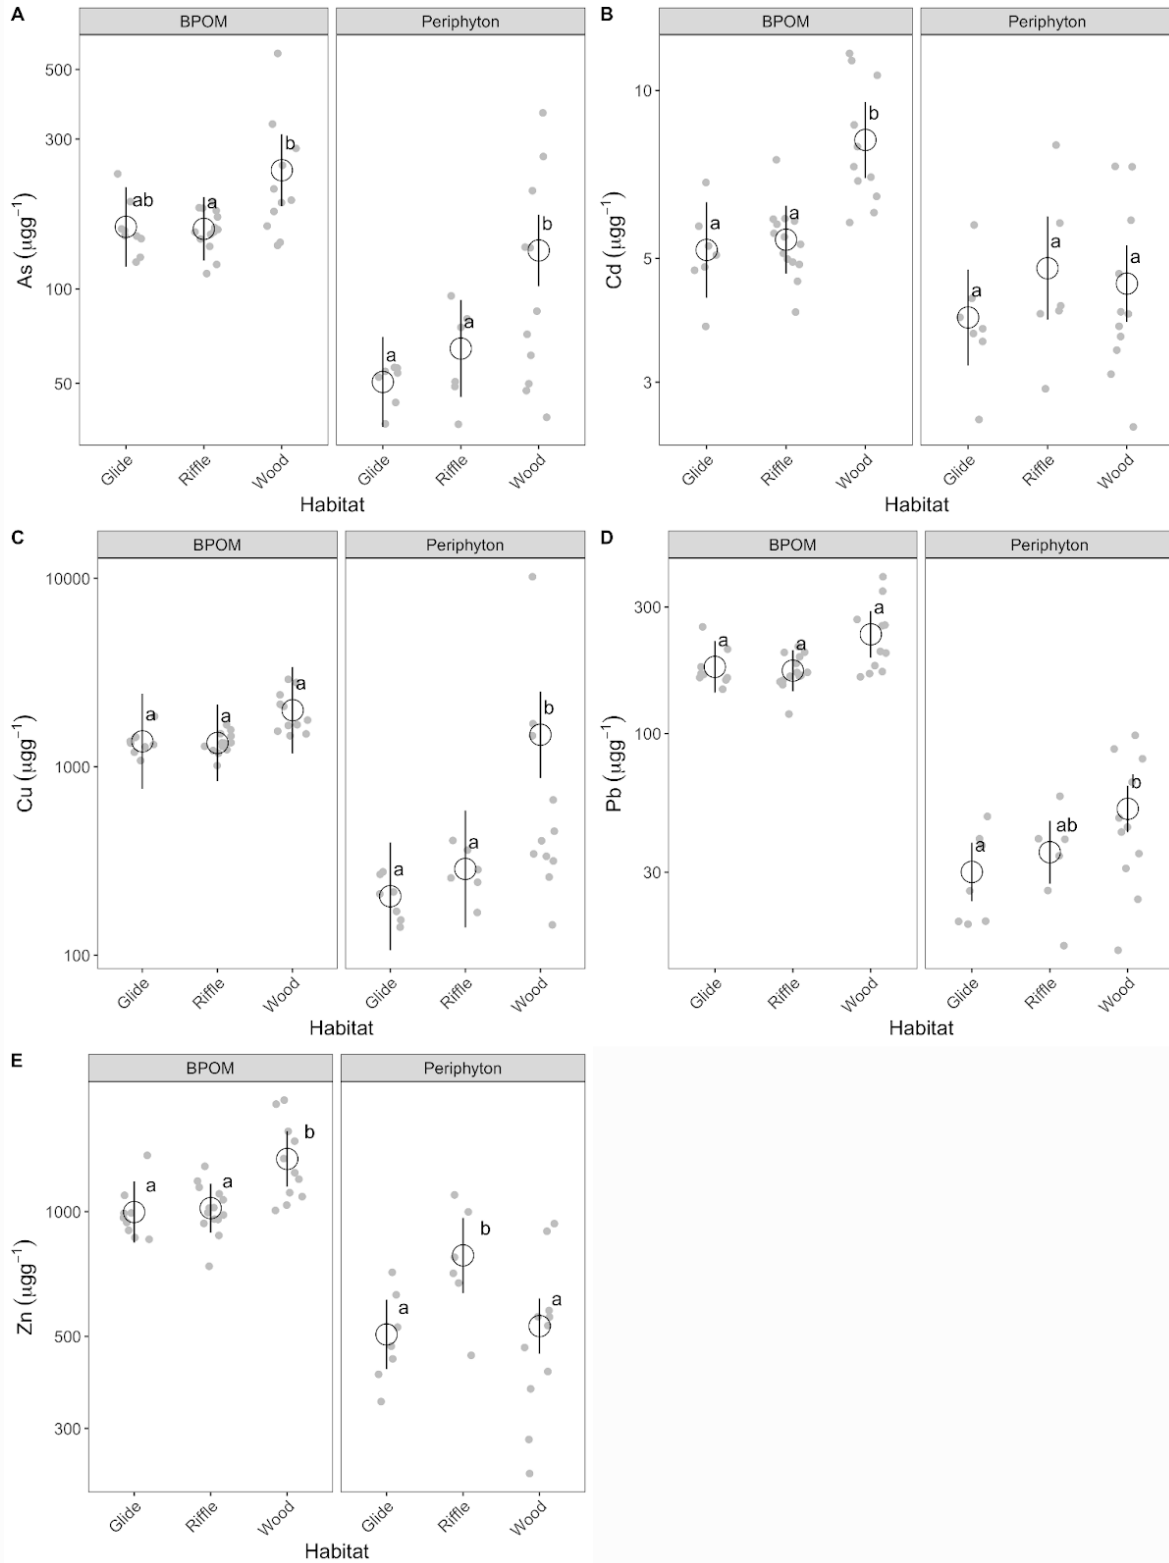 A
BPOM
Periphyton
500
300
100
50
As (µgg⁻¹)
ab
a
b
a
a
b
Glide
Riffle
Wood
Glide
Riffle
Wood
Habitat
B
BPOM
Periphyton
10
5
3
Cd (µgg⁻¹)
a
a
b
a
a
a
Glide
Riffle
Wood
Glide
Riffle
Wood
Habitat
C
BPOM
Periphyton
10000
1000
100
Cu (µgg⁻¹)
a
a
a
a
a
b
Glide
Riffle
Wood
Glide
Riffle
Wood
Habitat
D
BPOM
Periphyton
300
100
30
Pb (µgg⁻¹)
a
a
a
a
ab
b
Glide
Riffle
Wood
Glide
Riffle
Wood
Habitat
E
BPOM
Periphyton
1000
500
300
Zn (µgg⁻¹)
a
a
b
a
b
a
Glide
Riffle
Wood
Glide
Riffle
Wood
Habitat